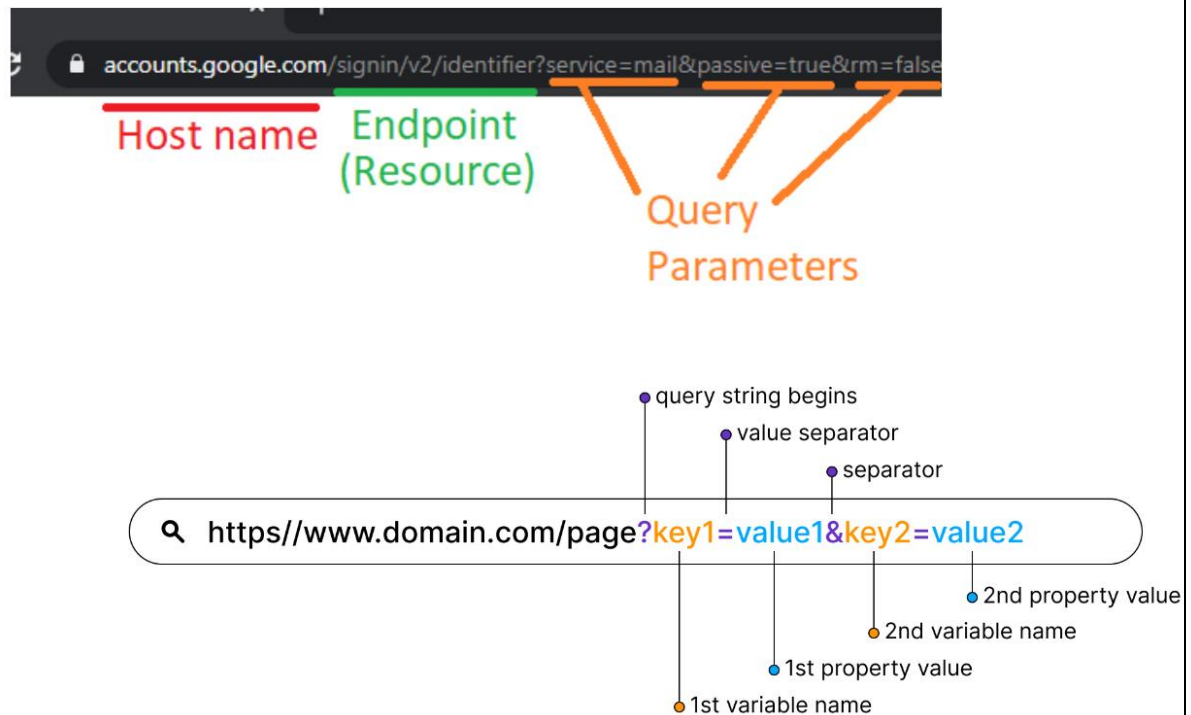 accounts.google.com/signin/v2/identifier?service=mail&passive=true&rm=false
Host name
Endpoint
(Resource)
Query
Parameters
query string begins
value separator
separator
https//www.domain.com/page?key1=value1&key2=value2
2nd property value
2nd variable name
1st property value
1st variable name